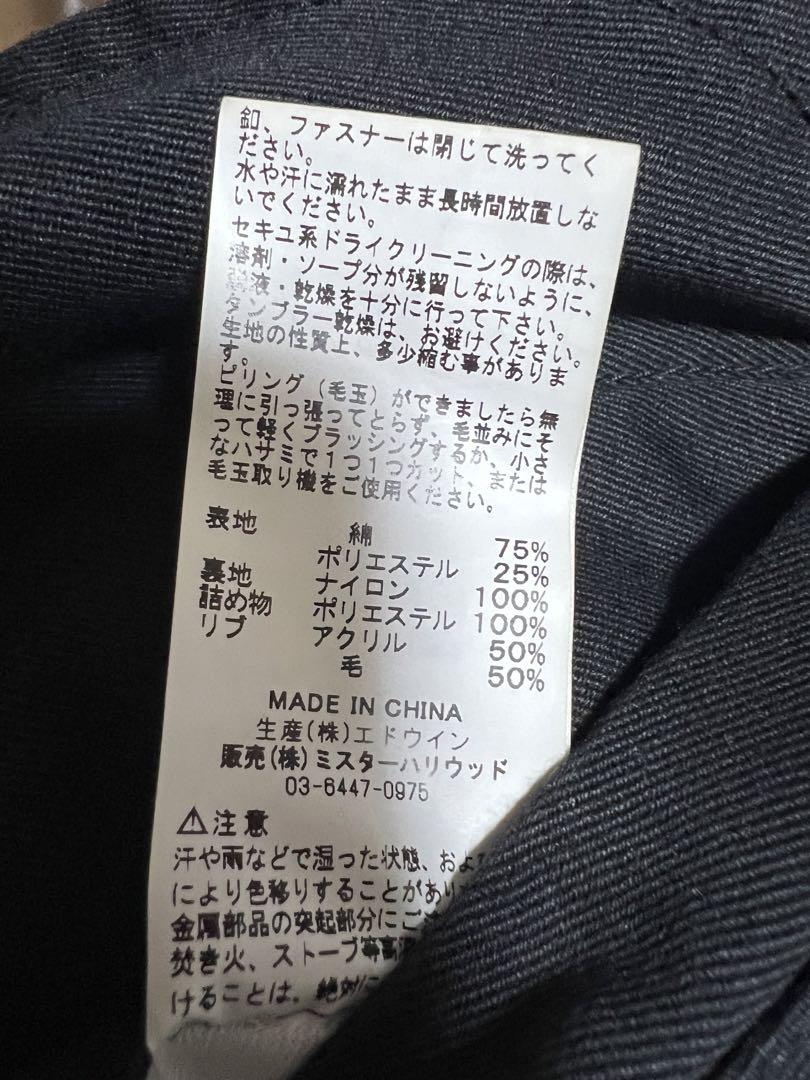 釦、ファスナーは閉じて洗ってく
ださい。
水や汗に濡れたまま長時間放置しな
いでください。
セキユ系ドライクリーニングの際は、
溶剤・ソープ分が残留しないように、
液・乾燥を十分に行って下さい。
タンブラー乾燥は、お避けください。
生地の性質上、多少縮む事がありま
す。
ピリング(毛玉)ができましたら無
理に引っ張ってとらず、毛並みにそ
って軽くブラッシングするか、小さ
なハサミで1つ1つカット、または
毛玉取り機をご使用ください。
表地 綿 75%
ポリエステル 25%
裏地 ナイロン 100%
詰め物 ポリエステル 100%
リブ アクリル 50%
毛 50%
MADE IN CHINA
生産(株)エドウイン
販売(株)ミスターハリウッド
03-6447-0975
⚠注意
汗や雨などで湿った状態、およ
により色移りすることがあり
金属部品の突起部分にご
焚き火、ストーブ等高
けることは、絶対に